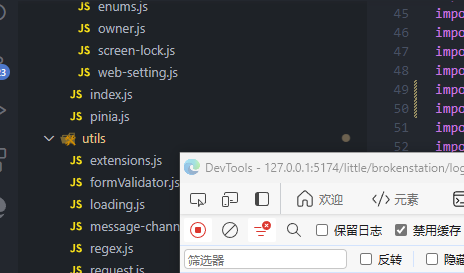 JS enums.js
JS owner.js
JS screen-lock.js
JS web-setting.js
JS index.js
JS pinia.js
utils
JS extensions.js
JS formValidator.js
JS loading.js
JS message-chann
JS regex.js
JS request.js
23
45 impo
46 impo
47 impo
48 impo
49 impo
50 impo
51 impo
52 impo
DevTools - 127.0.0.1:5174/little/brokenstation/log
欢迎 </> 元素
保留日志 禁用缓存
筛选器 反转 隐藏